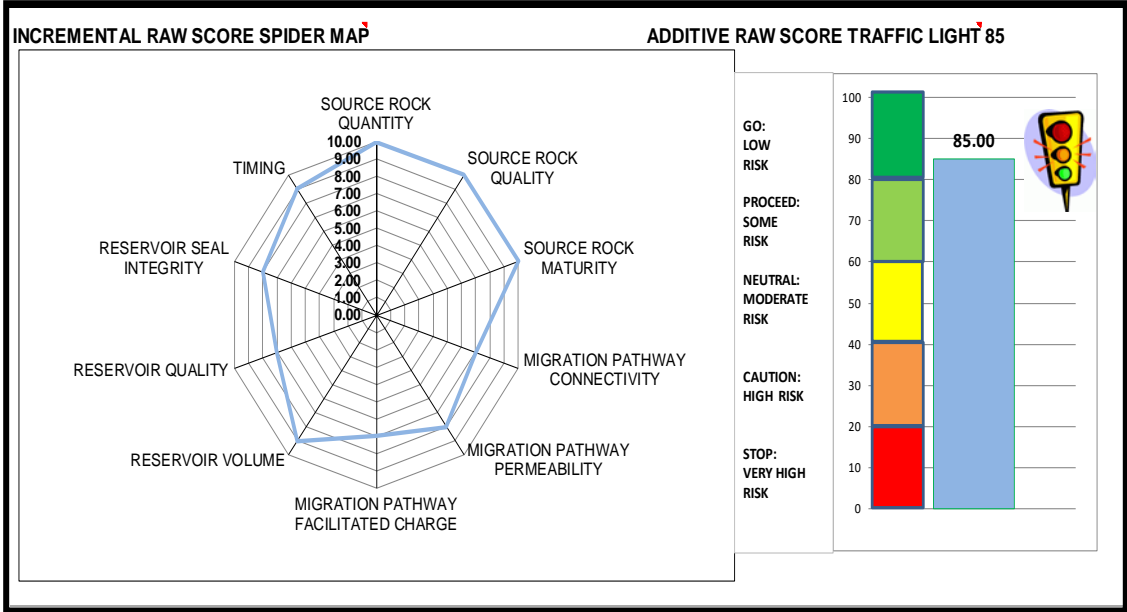 INCREMENTAL RAW SCORE SPIDER MAP
ADDITIVE RAW SCORE TRAFFIC LIGHT 85
SOURCE ROCK
QUANTITY
SOURCE ROCK
QUALITY
SOURCE ROCK
MATURITY
MIGRATION PATHWAY
CONNECTIVITY
MIGRATION PATHWAY
PERMEABILITY
MIGRATION PATHWAY
FACILITATED CHARGE
RESERVOIR VOLUME
RESERVOIR QUALITY
RESERVOIR SEAL
INTEGRITY
TIMING
10.00
9.00
8.00
7.00
6.00
5.00
4.00
3.00
2.00
1.00
0.00
GO:
LOW
RISK
PROCEED:
SOME
RISK
NEUTRAL:
MODERATE
RISK
CAUTION:
HIGH RISK
STOP:
VERY HIGH
RISK
100
90
80
70
60
50
40
30
20
10
0
85.00